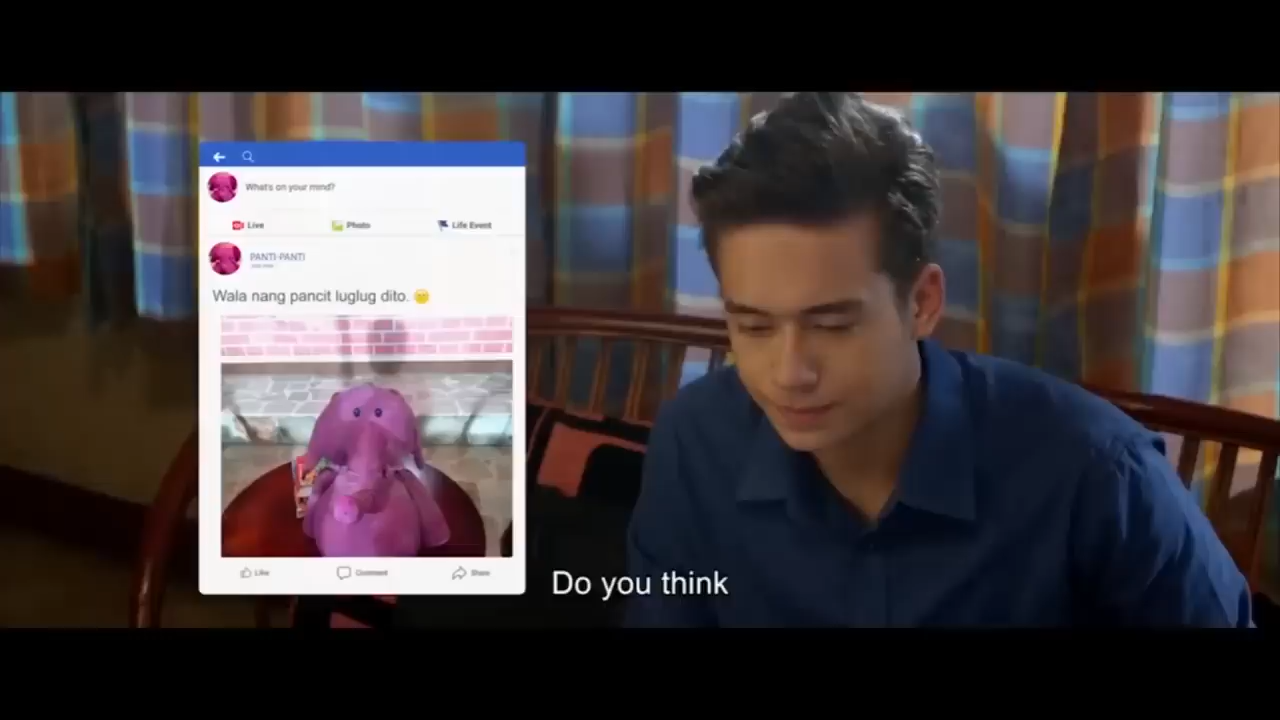 What's on your mind?
Live
Photo
Life Event
PANTI-PANTI
Wala nang pancit luglug dito.
Like
Comment
Share
Do you think